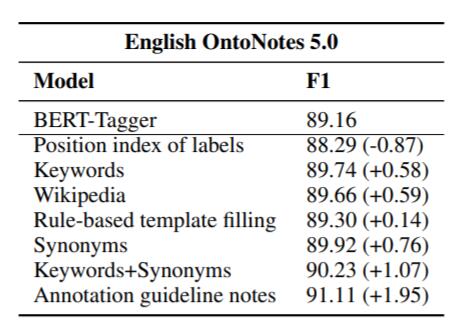 English OntoNotes 5.0
Model F1
BERT-Tagger 89.16
Position index of labels 88.29 (-0.87)
Keywords 89.74 (+0.58)
Wikipedia 89.66 (+0.59)
Rule-based template filling 89.30 (+0.14)
Synonyms 89.92 (+0.76)
Keywords+Synonyms 90.23 (+1.07)
Annotation guideline notes 91.11 (+1.95)